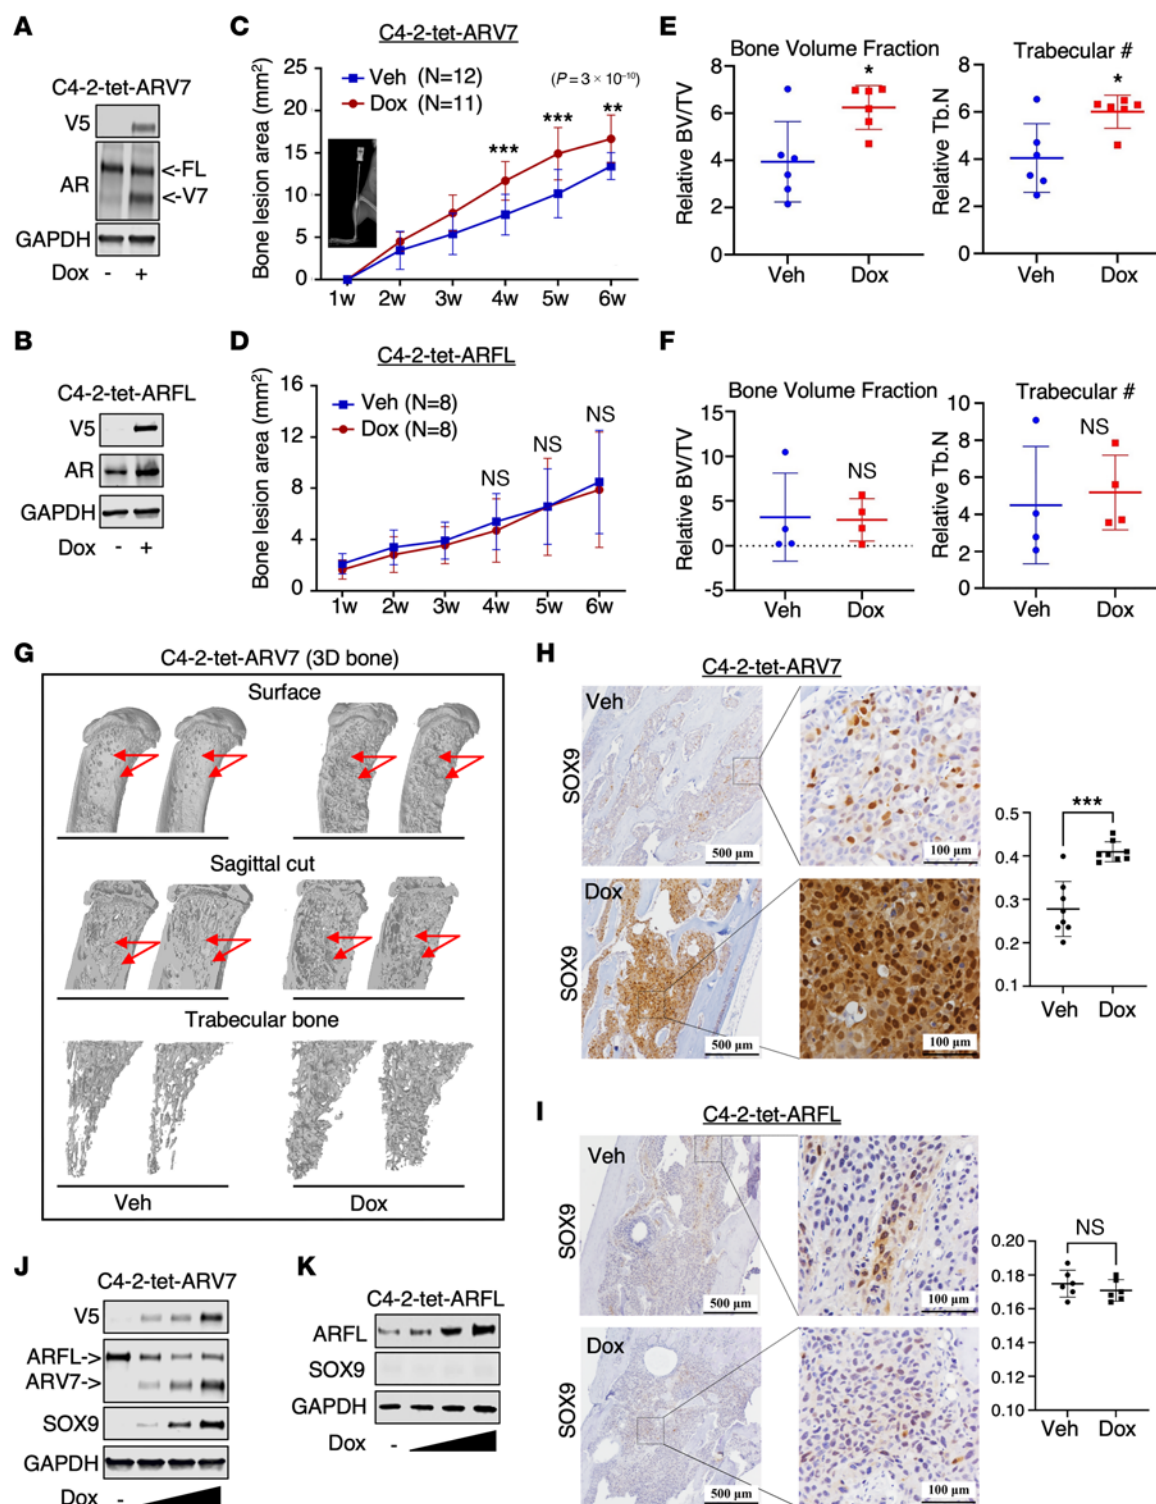 A
C4-2-tet-ARV7
V5
AR
<-FL
<-V7
GAPDH
Dox - +
B
C4-2-tet-ARFL
V5
AR
GAPDH
Dox - +
C
C4-2-tet-ARV7
Bone lesion area (mm²)
25
20
15
10
5
0
Veh (N=12)
Dox (N=11)
(P = 3 × 10⁻¹⁰)
*** *** **
1w 2w 3w 4w 5w 6w
D
C4-2-tet-ARFL
Bone lesion area (mm²)
16
12
8
4
0
Veh (N=8)
Dox (N=8)
NS NS NS
1w 2w 3w 4w 5w 6w
E
Bone Volume Fraction
Relative BV/TV
8
6
4
2
0
*
Veh Dox
Trabecular #
Relative Tb.N
8
6
4
2
0
*
Veh Dox
F
Bone Volume Fraction
Relative BV/TV
15
10
5
0
-5
NS
Veh Dox
Trabecular #
Relative Tb.N
10
8
6
4
2
0
NS
Veh Dox
G
C4-2-tet-ARV7 (3D bone)
Surface
Sagittal cut
Trabecular bone
Veh Dox
H
C4-2-tet-ARV7
Veh
SOX9
500 µm
100 µm
Dox
SOX9
500 µm
100 µm
0.5
0.4
0.3
0.2
0.1
***
Veh Dox
I
C4-2-tet-ARFL
Veh
SOX9
500 µm
100 µm
Dox
SOX9
500 µm
100 µm
0.20
0.18
0.16
0.14
0.12
0.10
NS
Veh Dox
J
C4-2-tet-ARV7
V5
ARFL->
ARV7->
SOX9
GAPDH
Dox -
K
C4-2-tet-ARFL
ARFL
SOX9
GAPDH
Dox -